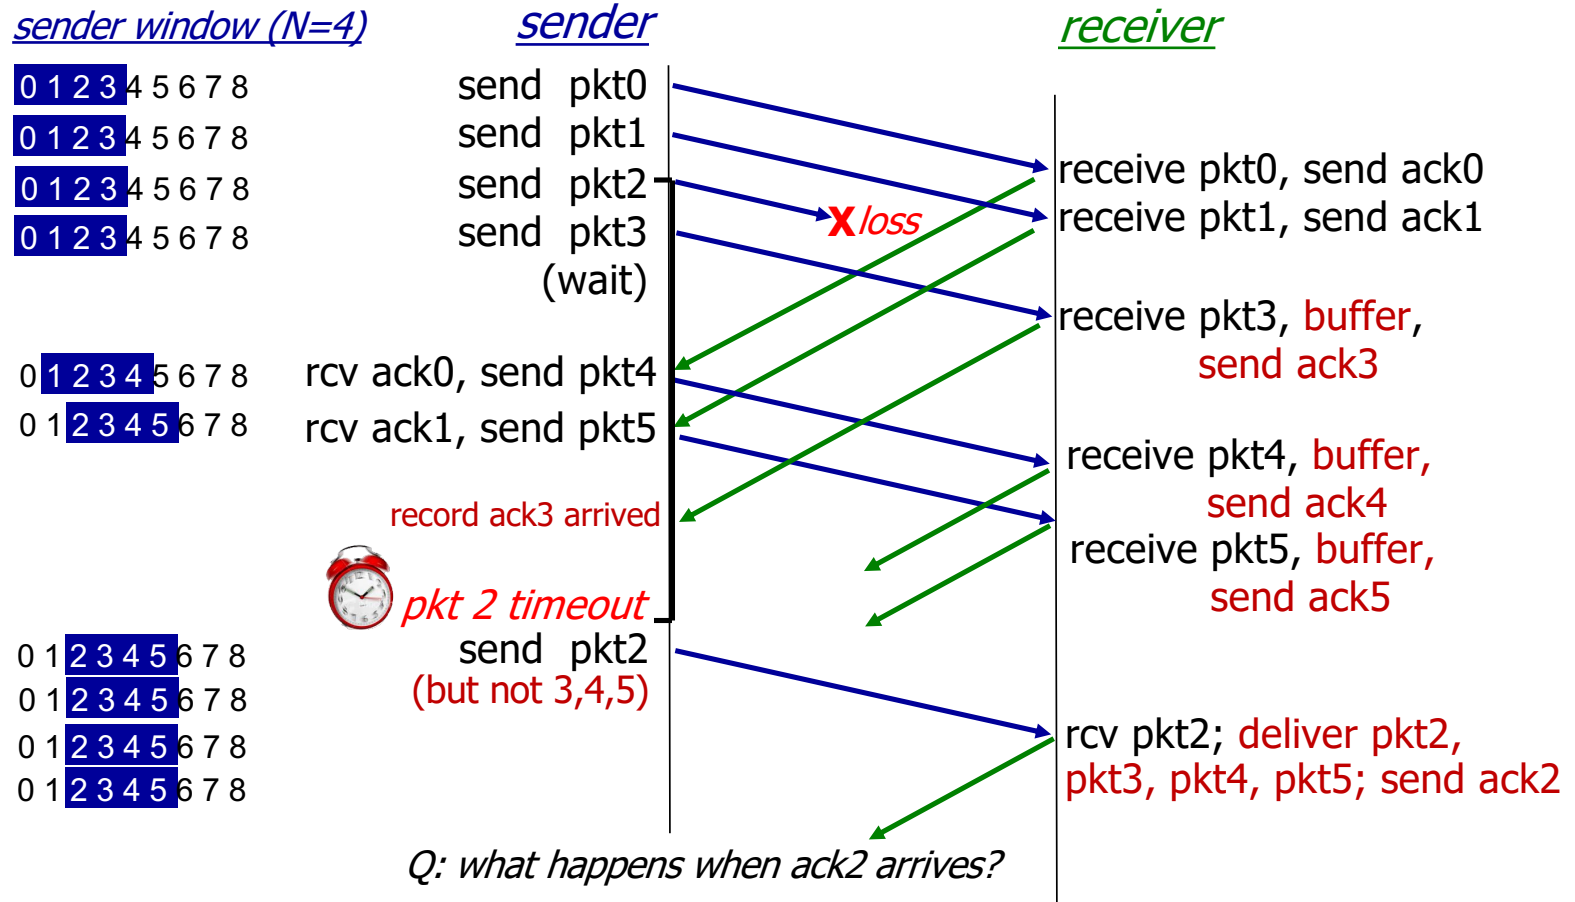 sender window (N=4)
sender
receiver
0 1 2 3 4 5 6 7 8
send pkt0
0 1 2 3 4 5 6 7 8
send pkt1
receive pkt0, send ack0
0 1 2 3 4 5 6 7 8
send pkt2
X loss
receive pkt1, send ack1
0 1 2 3 4 5 6 7 8
send pkt3
(wait)
receive pkt3, buffer,
send ack3
0 1 2 3 4 5 6 7 8
rcv ack0, send pkt4
0 1 2 3 4 5 6 7 8
rcv ack1, send pkt5
receive pkt4, buffer,
send ack4
record ack3 arrived
receive pkt5, buffer,
send ack5
pkt 2 timeout
0 1 2 3 4 5 6 7 8
send pkt2
0 1 2 3 4 5 6 7 8
(but not 3,4,5)
0 1 2 3 4 5 6 7 8
rcv pkt2; deliver pkt2,
0 1 2 3 4 5 6 7 8
pkt3, pkt4, pkt5; send ack2
Q: what happens when ack2 arrives?